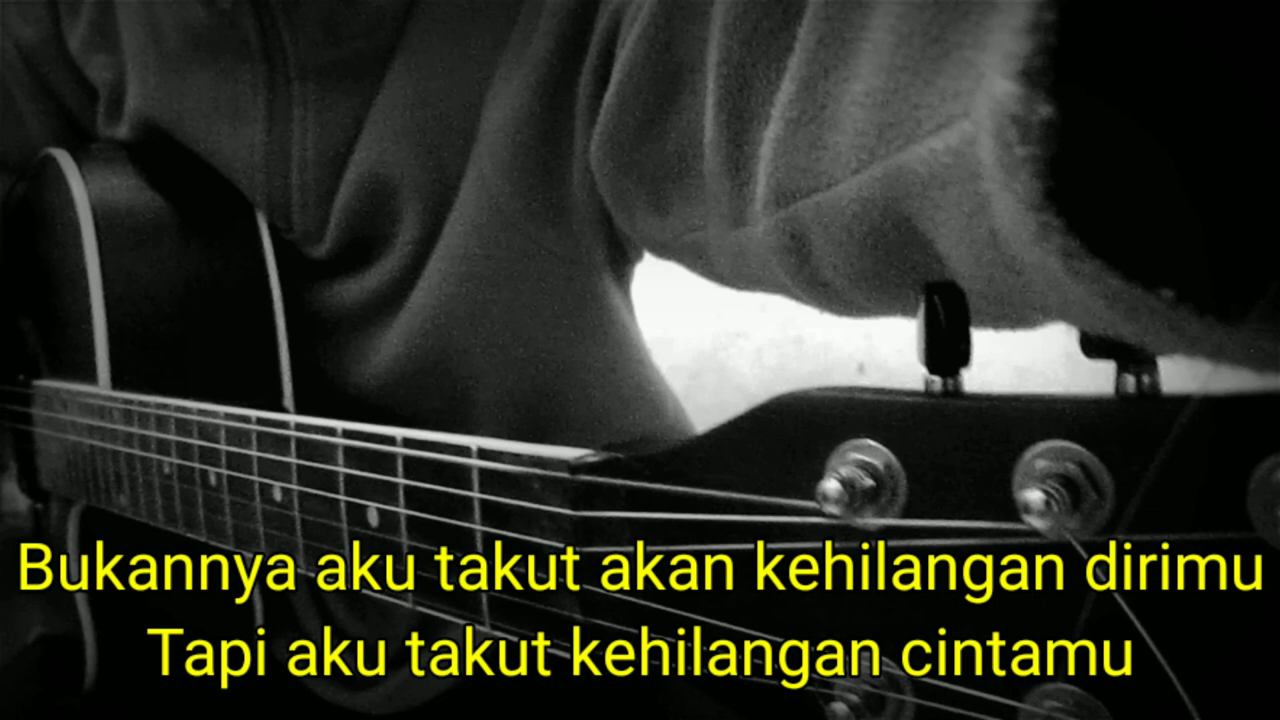 Bukannya aku takut akan kehilangan dirimu
Tapi aku takut kehilangan cintamu